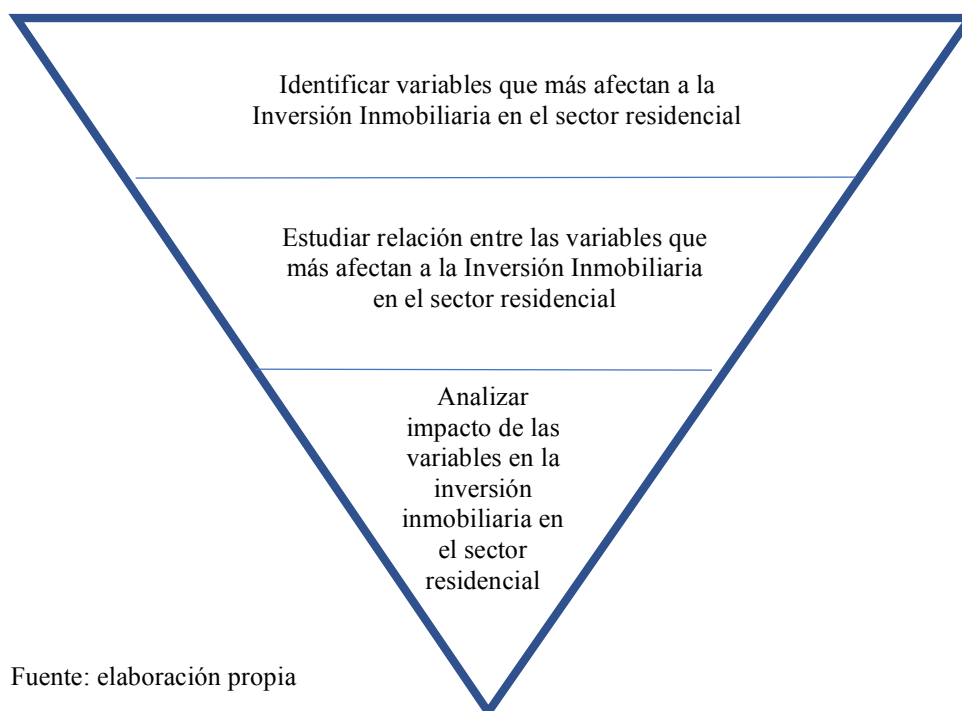 Identificar variables que más afectan a la
Inversión Inmobiliaria en el sector residencial
Estudiar relación entre las variables que
más afectan a la Inversión Inmobiliaria
en el sector residencial
Analizar
impacto de las
variables en la
inversión
inmobiliaria en
el sector
residencial
Fuente: elaboración propia